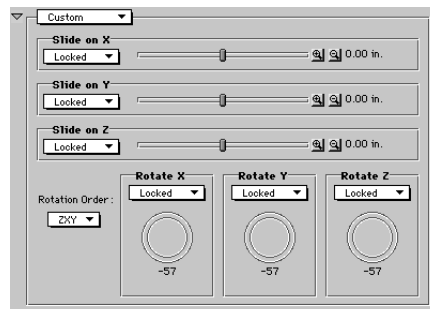 Custom
Slide on X
Locked 0.00 in.
Slide on Y
Locked 0.00 in.
Slide on Z
Locked 0.00 in.
Rotate X Rotate Y Rotate Z
Locked Locked Locked
Rotation Order:
ZXY
-57 -57 -57